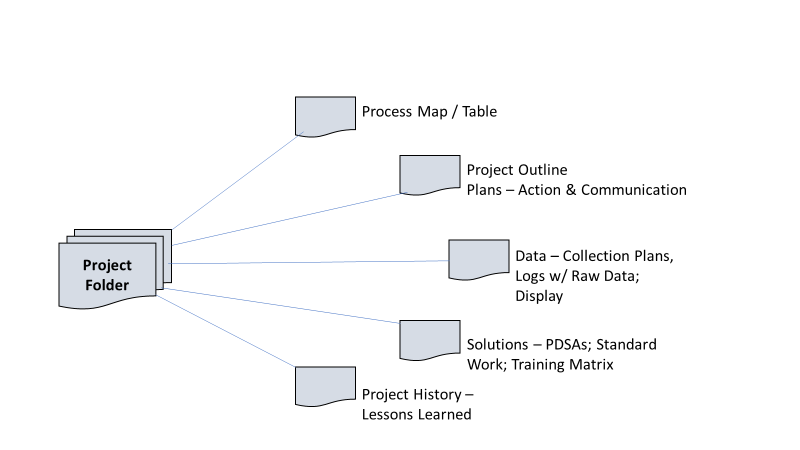 Process Map / Table
Project Outline
Plans – Action & Communication
Project
Folder
Data – Collection Plans,
Logs w/ Raw Data;
Display
Solutions – PDSAs; Standard
Work; Training Matrix
Project History –
Lessons Learned